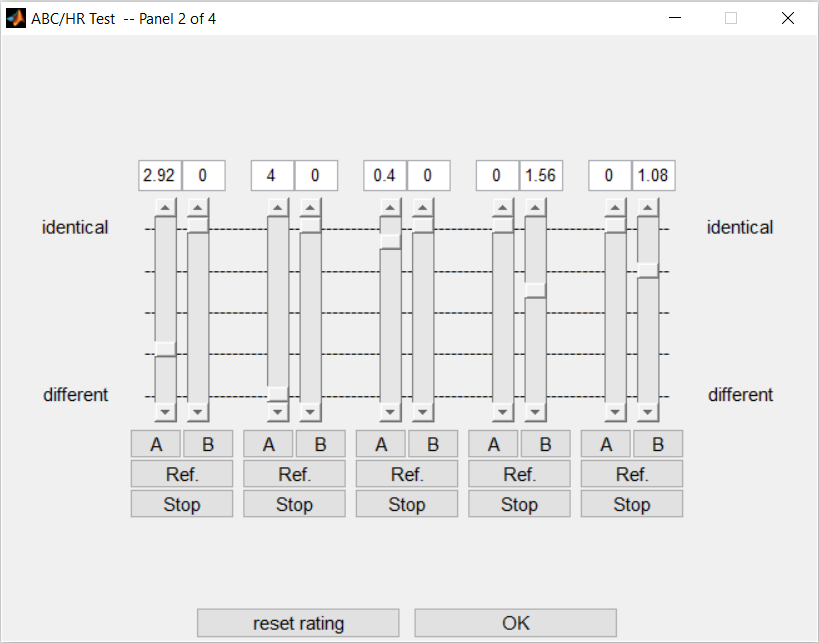 ABC/HR Test -- Panel 2 of 4
2.92 0 4 0 0.4 0 0 1.56 0 1.08
identical identical
different different
A B A B A B A B A B
Ref. Ref. Ref. Ref. Ref.
Stop Stop Stop Stop Stop
reset rating OK